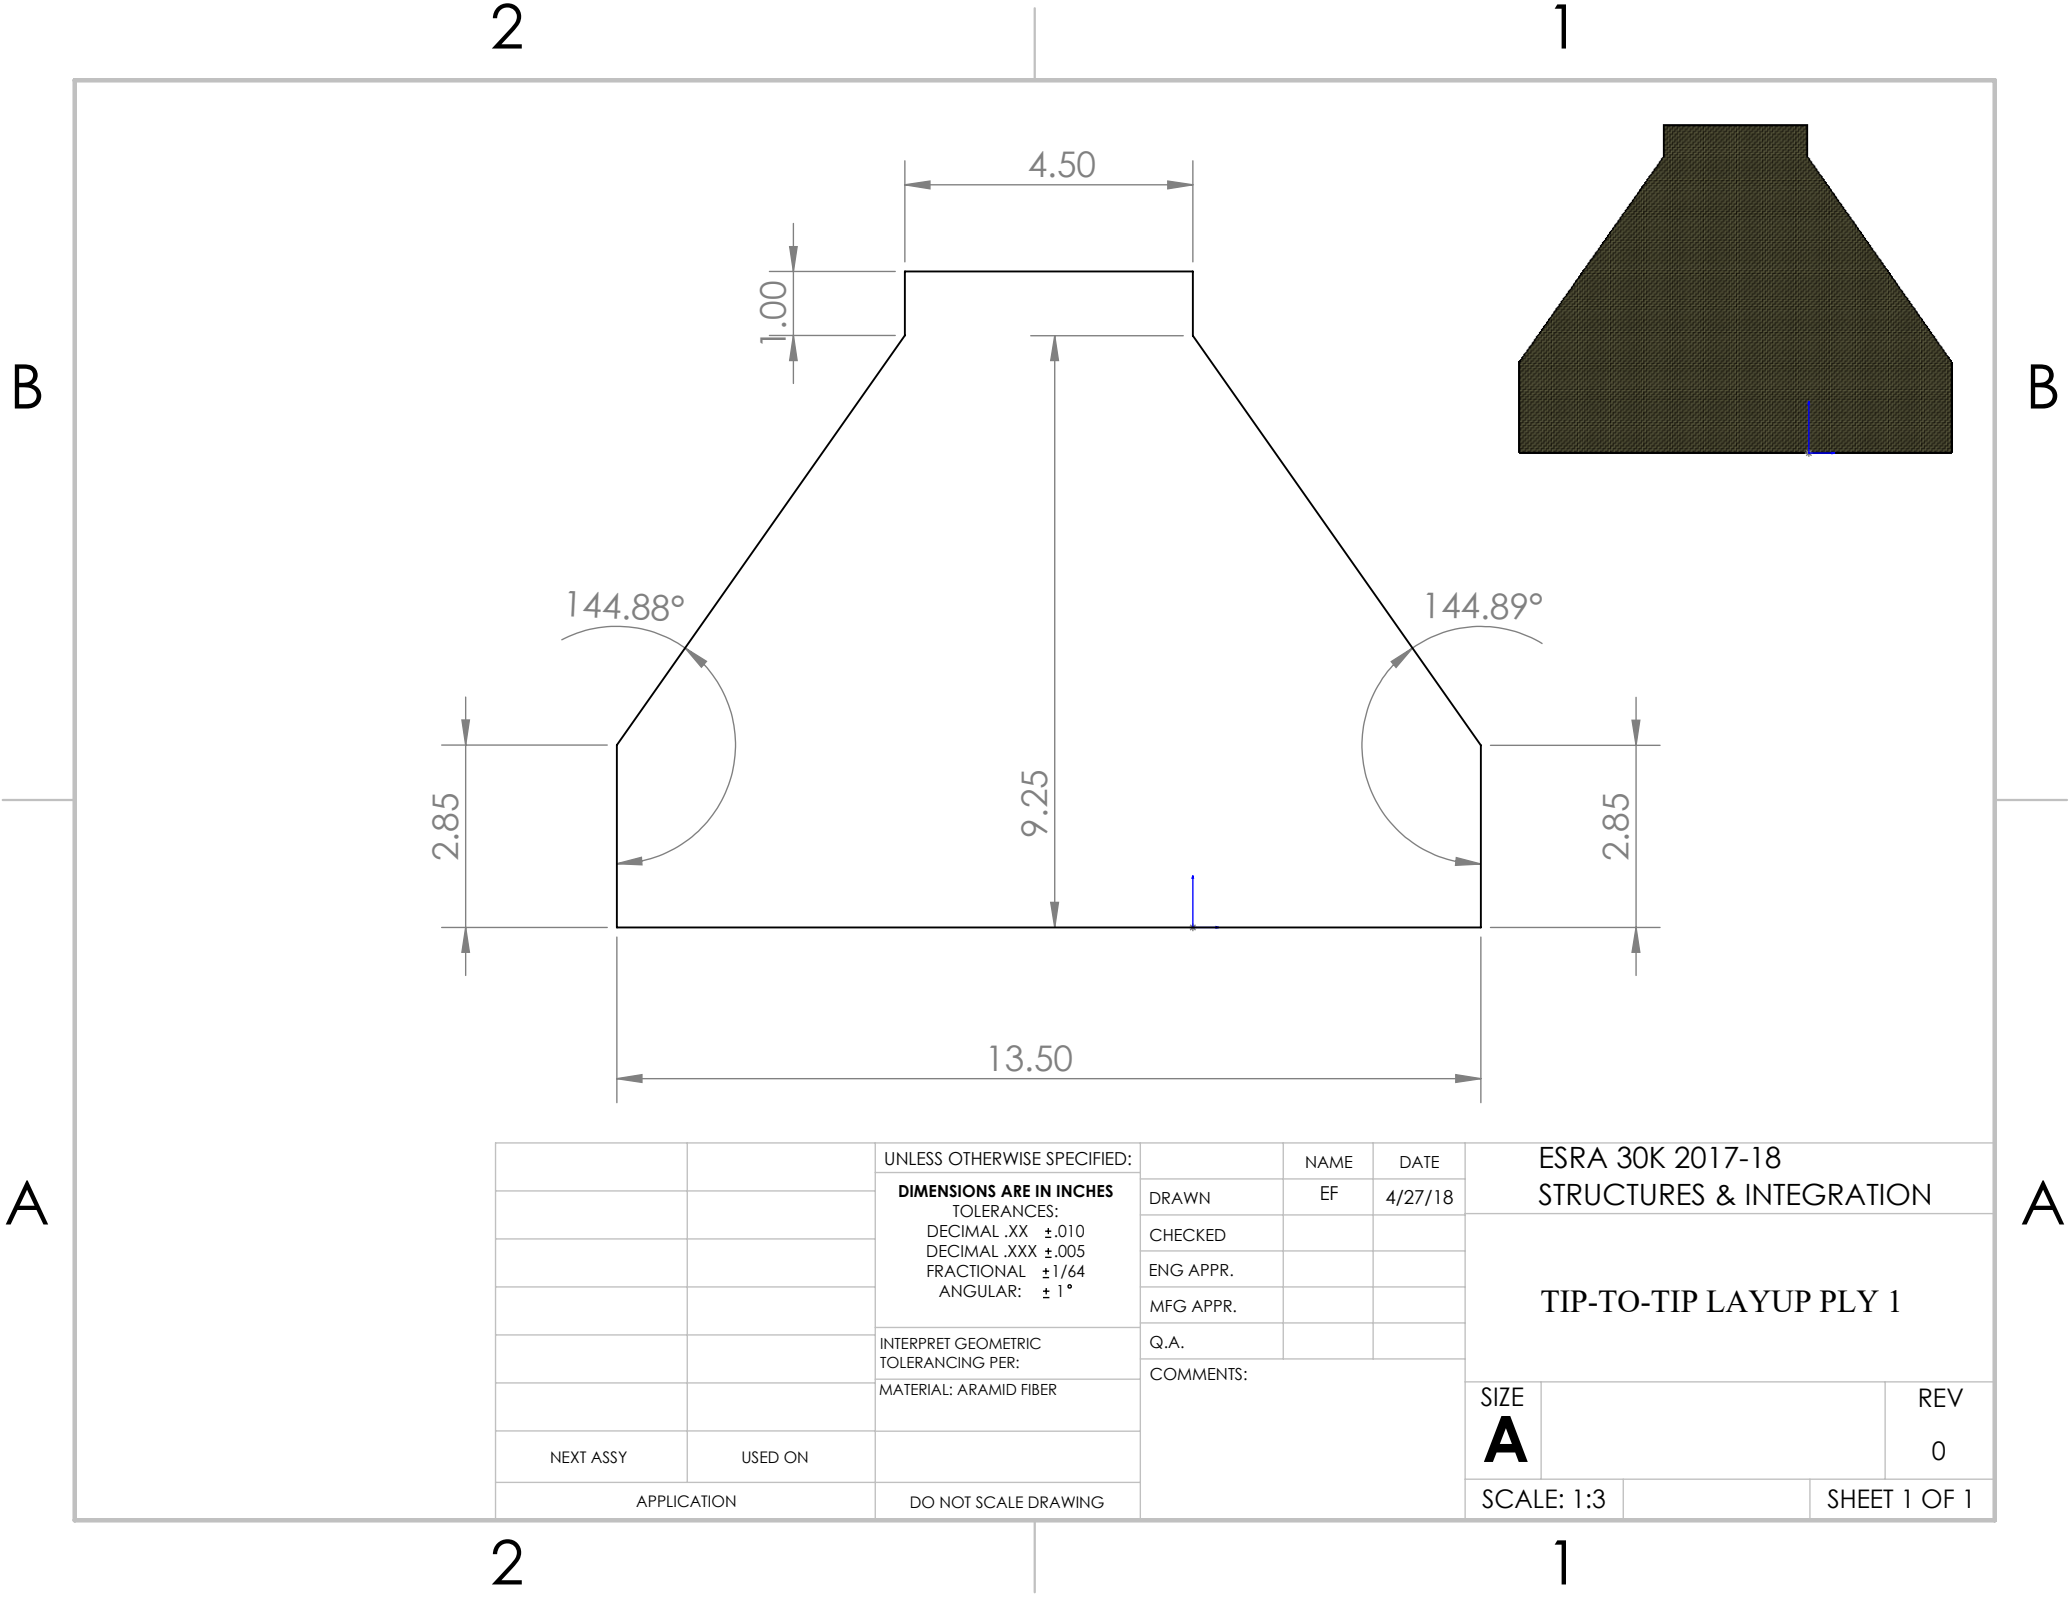 2 1
4.50
1.00
B B
144.88° 144.89°
2.85 9.25 2.85
13.50
A A
UNLESS OTHERWISE SPECIFIED:
DIMENSIONS ARE IN INCHES
TOLERANCES:
DECIMAL .XX ±.010
DECIMAL .XXX ±.005
FRACTIONAL ±1/64
ANGULAR: ± 1°
INTERPRET GEOMETRIC
TOLERANCING PER:
MATERIAL: ARAMID FIBER
NEXT ASSY USED ON
APPLICATION
DO NOT SCALE DRAWING
NAME DATE
DRAWN EF 4/27/18
CHECKED
ENG APPR.
MFG APPR.
Q.A.
COMMENTS:
ESRA 30K 2017-18
STRUCTURES & INTEGRATION
TIP-TO-TIP LAYUP PLY 1
SIZE
A
REV
0
SCALE: 1:3
SHEET 1 OF 1
2 1